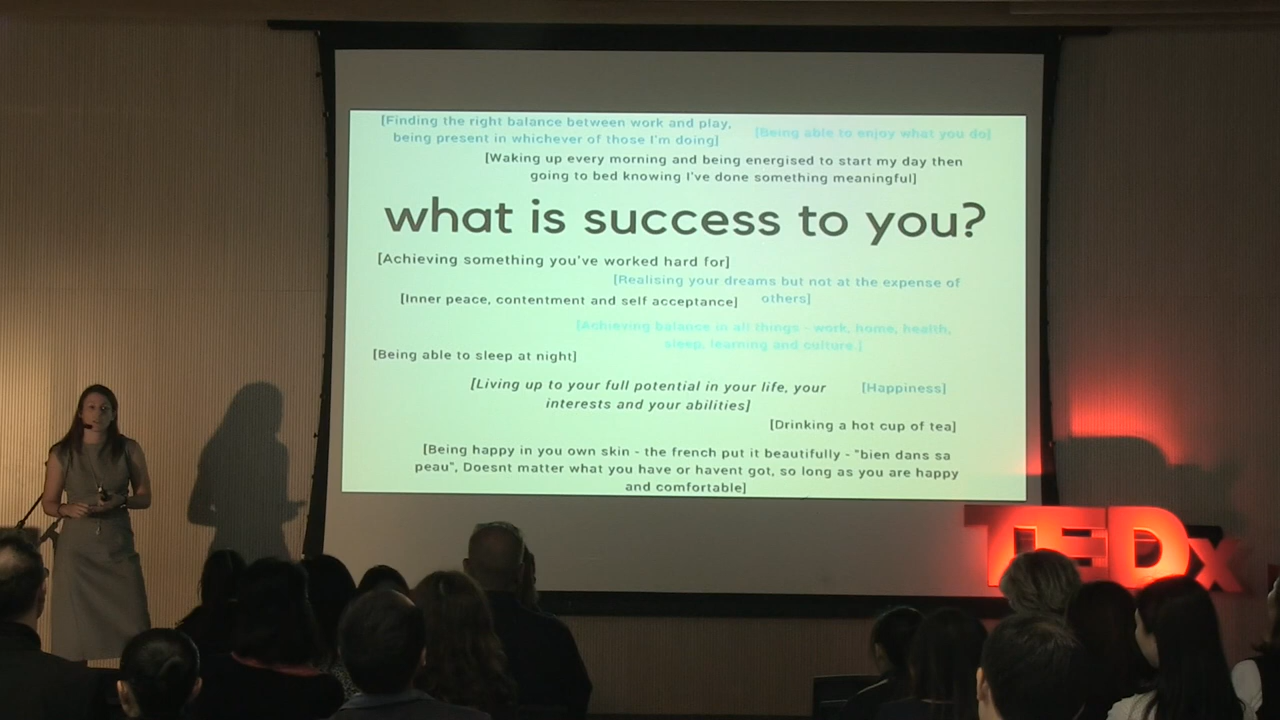 [Finding the right balance between work and play,
being present in whichever of those I'm doing]
[Being able to enjoy what you do]
[Waking up every morning and being energised to start my day then
going to bed knowing I've done something meaningful]
what is success to you?
[Achieving something you've worked hard for]
[Realising your dreams but not at the expense of
others]
[Inner peace, contentment and self acceptance]
[Achieving balance in all things - work, home, health,
sleep, learning and culture.]
[Being able to sleep at night]
[Living up to your full potential in your life, your
interests and your abilities]
[Happiness]
[Drinking a hot cup of tea]
[Being happy in you own skin - the french put it beautifully - "bien dans sa
peau", Doesnt matter what you have or havent got, so long as you are happy
and comfortable]
TEDx